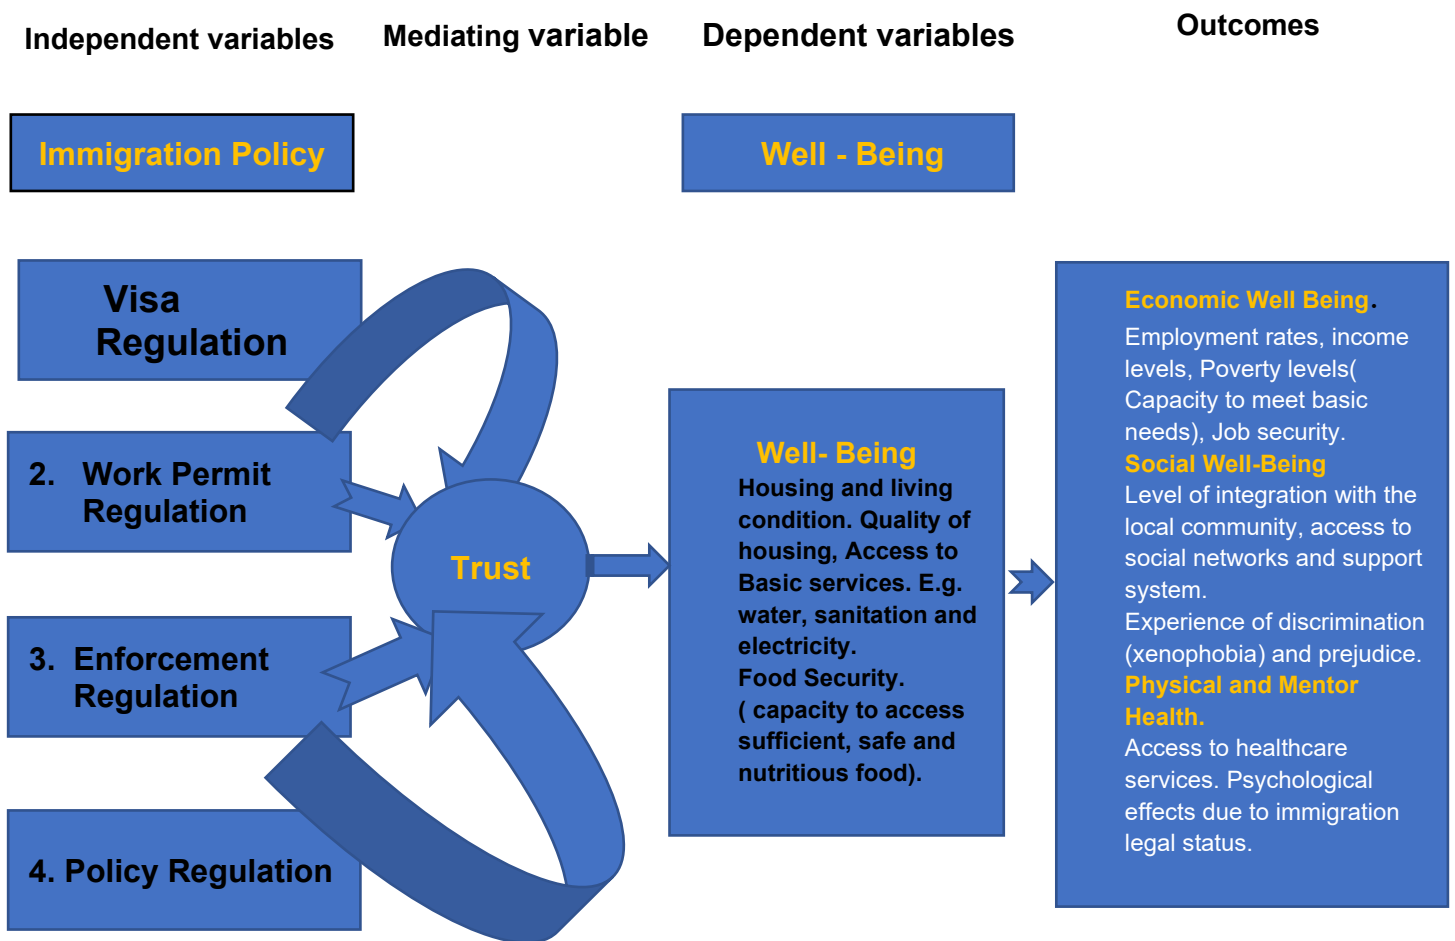 Independent variables
Mediating variable
Dependent variables
Outcomes
Immigration Policy
Well - Being
Visa
Regulation
2. Work Permit
Regulation
3. Enforcement
Regulation
4. Policy Regulation
Trust
Well- Being
Housing and living
condition. Quality of
housing, Access to
Basic services. E.g.
water, sanitation and
electricity.
Food Security.
( capacity to access
sufficient, safe and
nutritious food).
Economic Well Being.
Employment rates, income
levels, Poverty levels(
Capacity to meet basic
needs), Job security.
Social Well-Being
Level of integration with the
local community, access to
social networks and support
system.
Experience of discrimination
(xenophobia) and prejudice.
Physical and Mentor
Health.
Access to healthcare
services. Psychological
effects due to immigration
legal status.